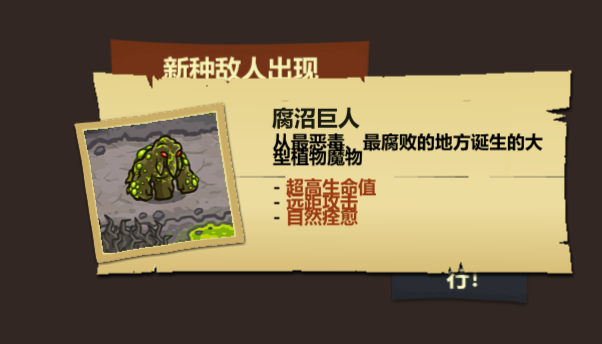 新种敌人出现
腐沼巨人
从最恶毒、最腐败的地方诞生的大
型植物魔物
- 超高生命值
- 远距攻击
- 自然痊愈
行!